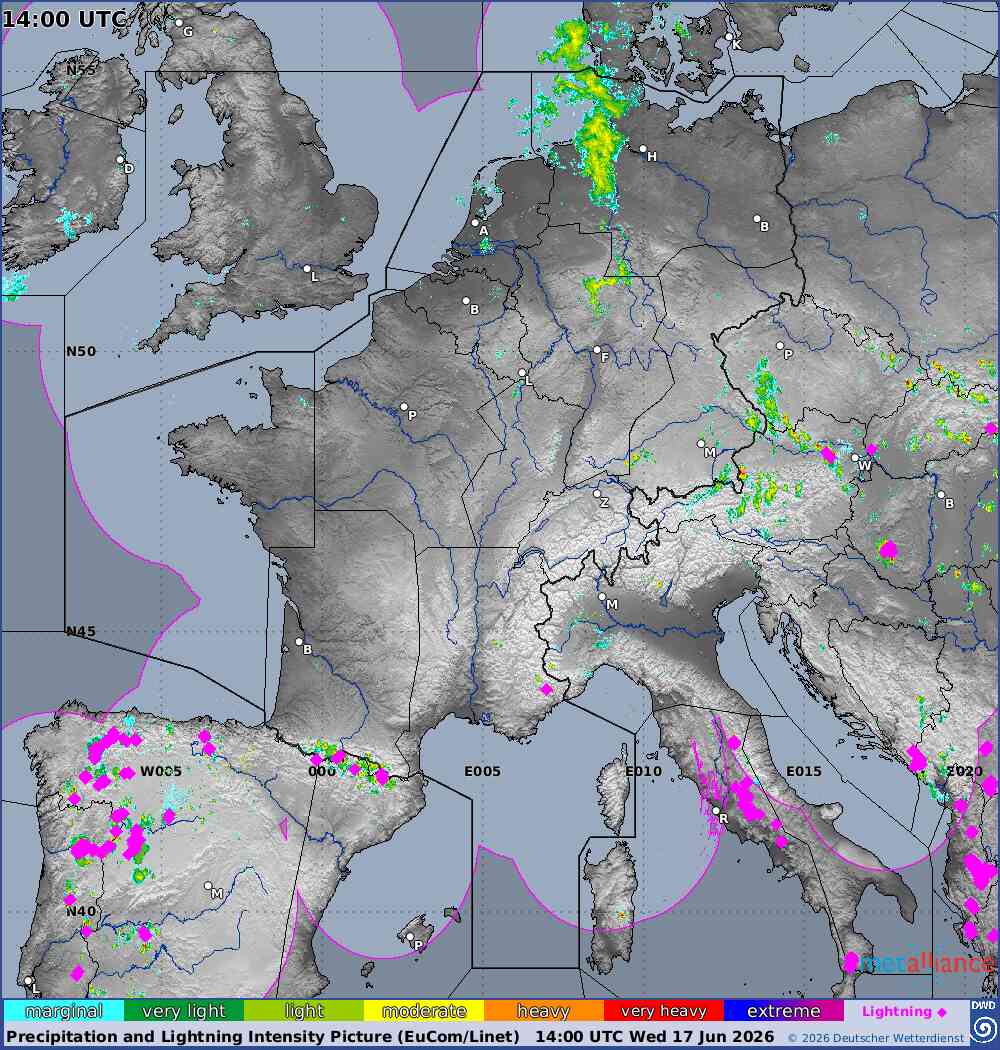 14:00 UTC
G
K
N55
D
H
A
B
L
B
N50
P
F
L
P
M
W
Z
B
M
N45
B
W005
000
E005
E010
E015
E020
R
M
N40
P
L
metalliance
marginal very light light moderate heavy very heavy extreme Lightning
DWD
Precipitation and Lightning Intensity Picture (EuCom/Linet) 14:00 UTC Wed 17 Jun 2026 © 2026 Deutscher Wetterdienst